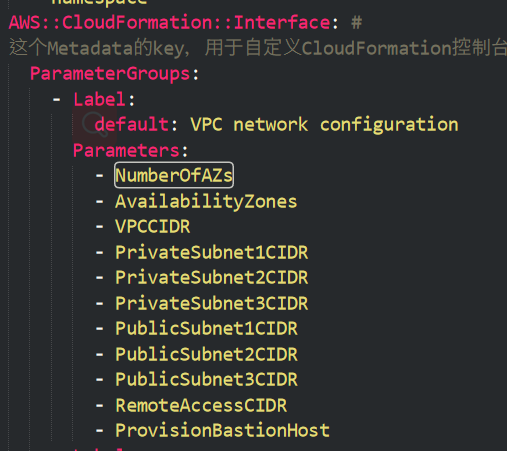 namespace
AWS::CloudFormation::Interface: #
这个Metadata的key, 用于自定义CloudFormation控制台
ParameterGroups:
- Label:
default: VPC network configuration
Parameters:
- NumberOfAZs
- AvailabilityZones
- VPCCIDR
- PrivateSubnet1CIDR
- PrivateSubnet2CIDR
- PrivateSubnet3CIDR
- PublicSubnet1CIDR
- PublicSubnet2CIDR
- PublicSubnet3CIDR
- RemoteAccessCIDR
- ProvisionBastionHost